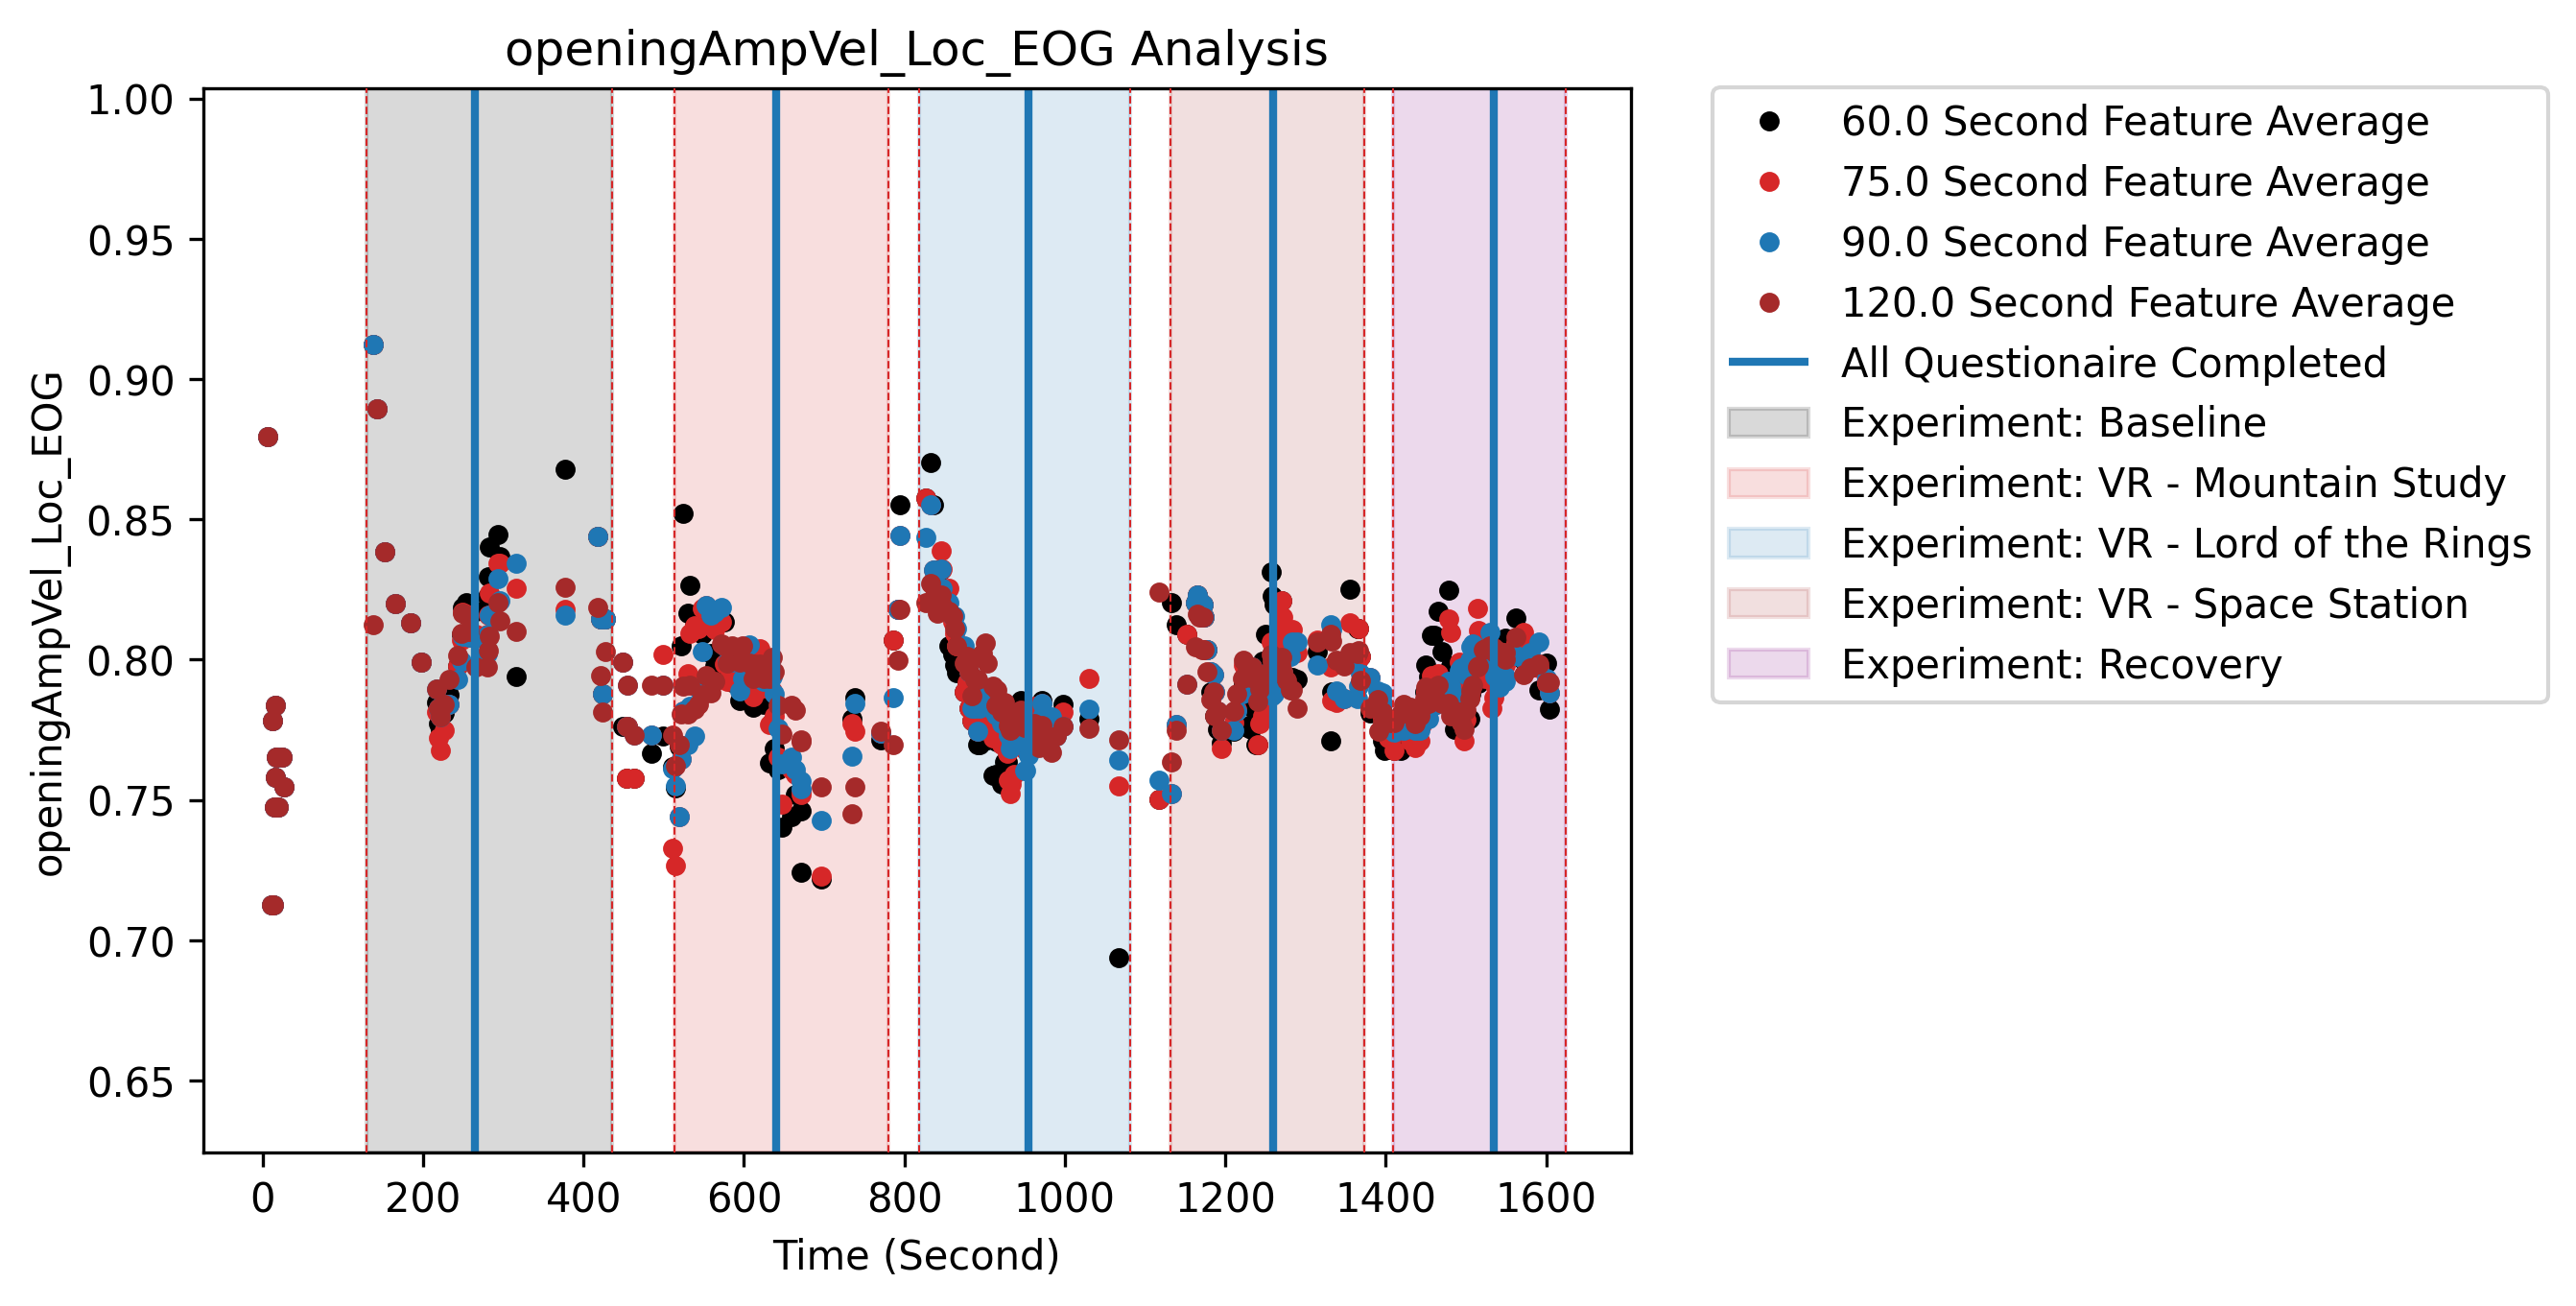 openingAmpVel_Loc_EOG Analysis
openingAmpVel_Loc_EOG
1.00
0.95
0.90
0.85
0.80
0.75
0.70
0.65
0 200 400 600 800 1000 1200 1400 1600
Time (Second)
60.0 Second Feature Average
75.0 Second Feature Average
90.0 Second Feature Average
120.0 Second Feature Average
All Questionaire Completed
Experiment: Baseline
Experiment: VR - Mountain Study
Experiment: VR - Lord of the Rings
Experiment: VR - Space Station
Experiment: Recovery